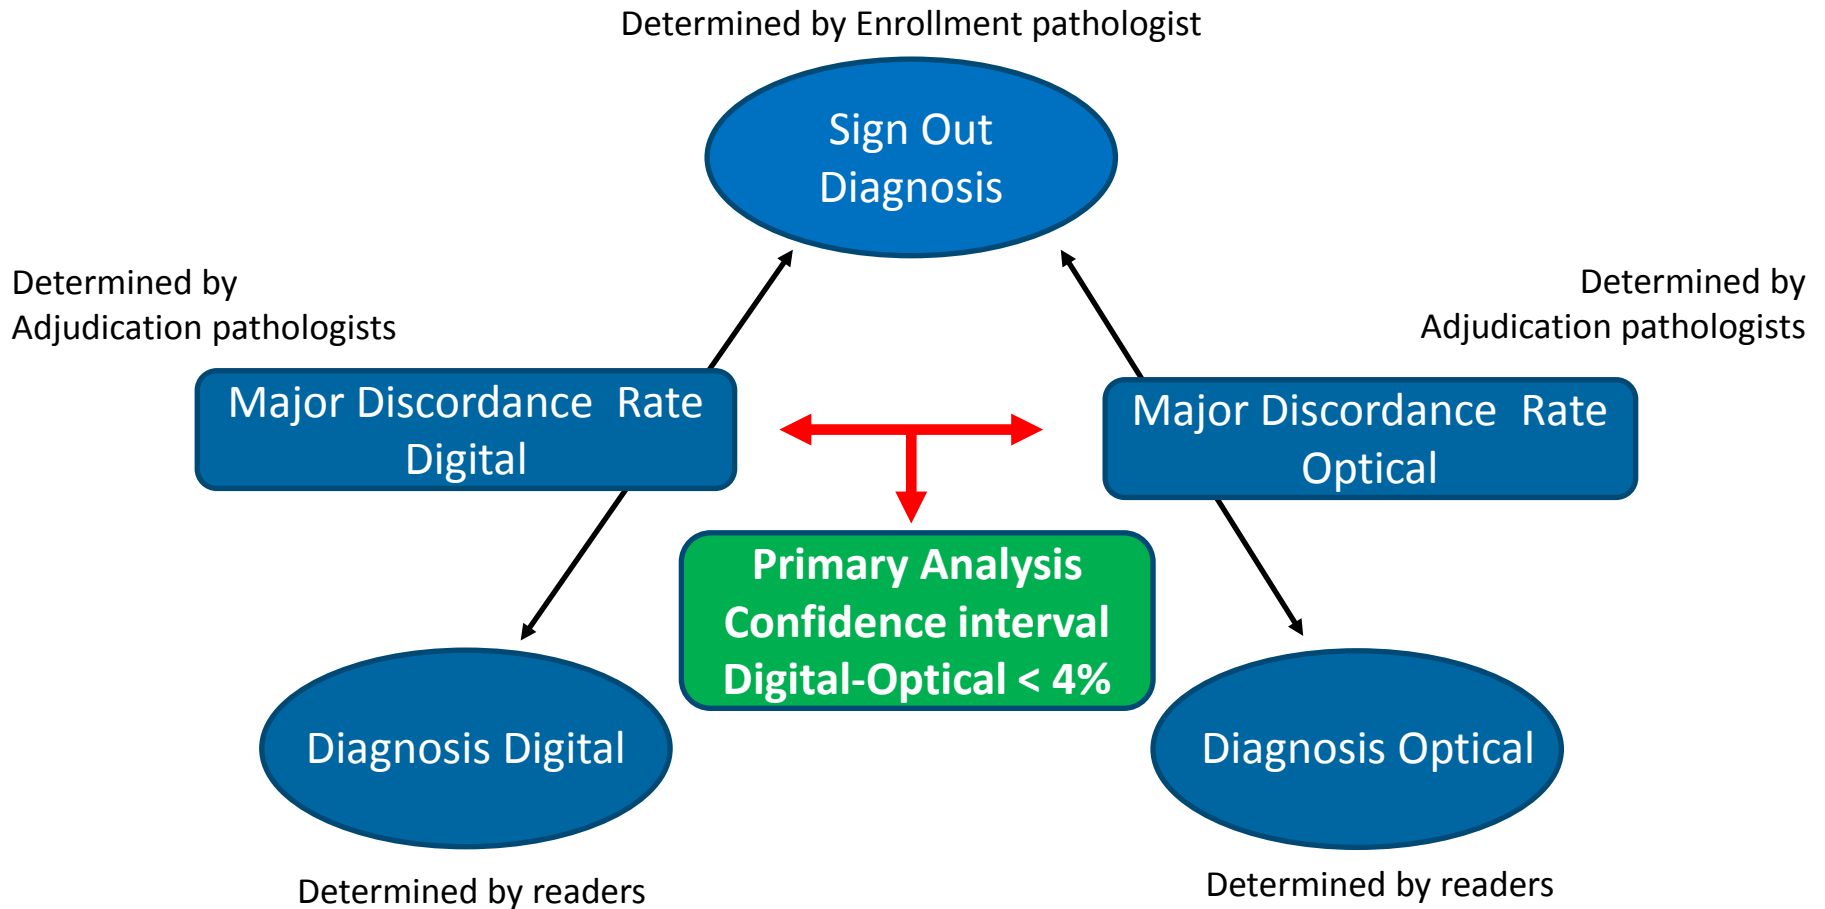 Determined by Enrollment pathologist
Sign Out
Diagnosis
Determined by
Adjudication pathologists
Determined by
Adjudication pathologists
Major Discordance  Rate
Digital
Major Discordance  Rate
Optical
Primary Analysis
Confidence interval
Digital-Optical < 4%
Diagnosis Digital
Diagnosis Optical
Determined by readers
Determined by readers